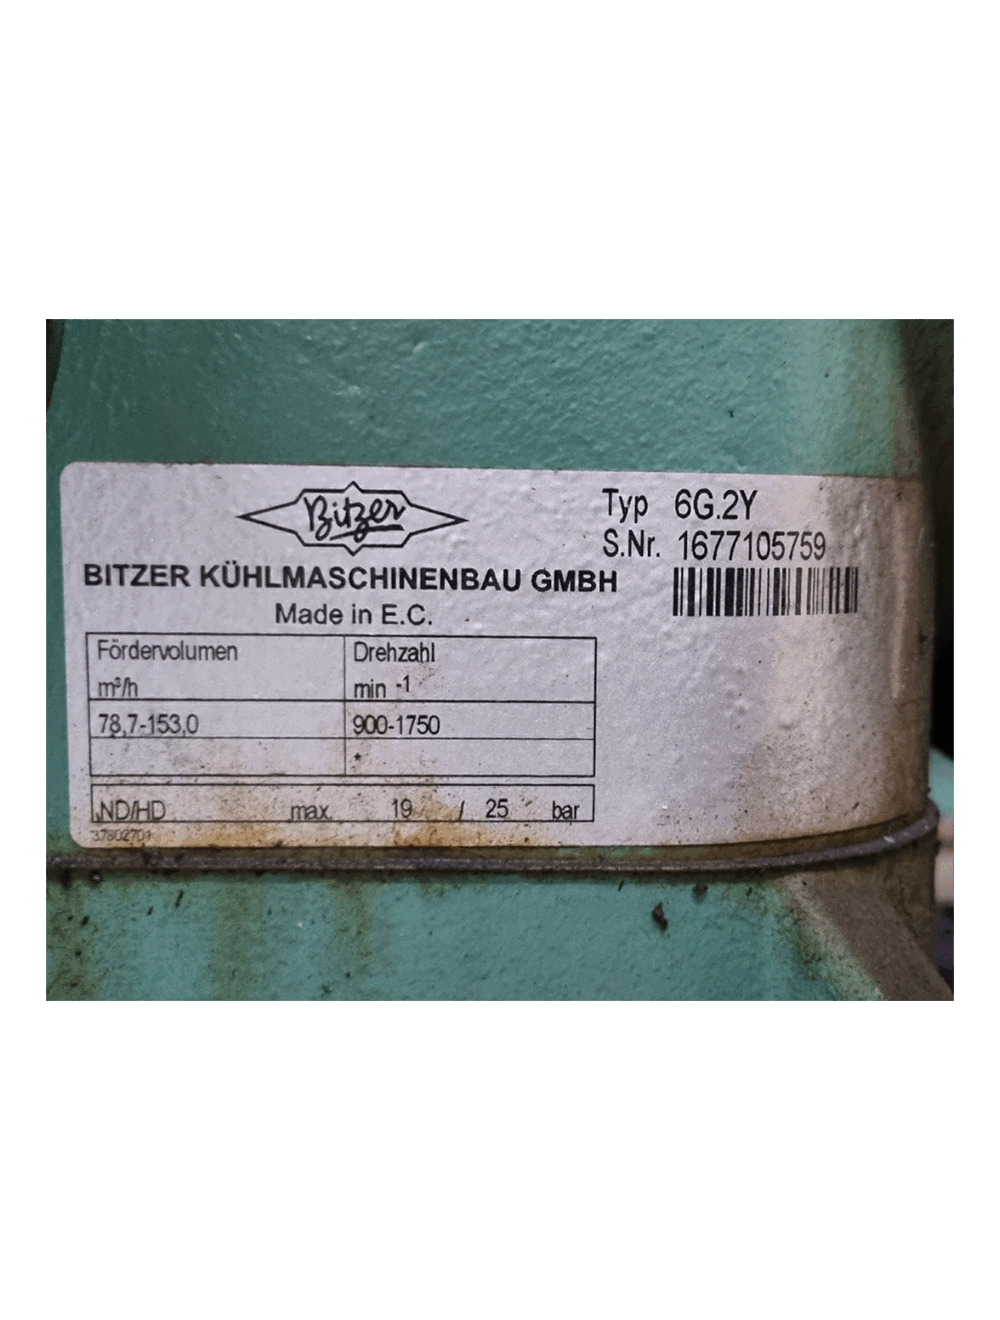 Bitzer
BITZER KÜHLMASCHINENBAU GMBH
Made in E.C.
Typ 6G.2Y
S.Nr. 1677105759
Fördervolumen Drehzahl
m³/h min -1
78,7-153,0 900-1750
*
ND/HD max. 19 / 25 bar
37802701